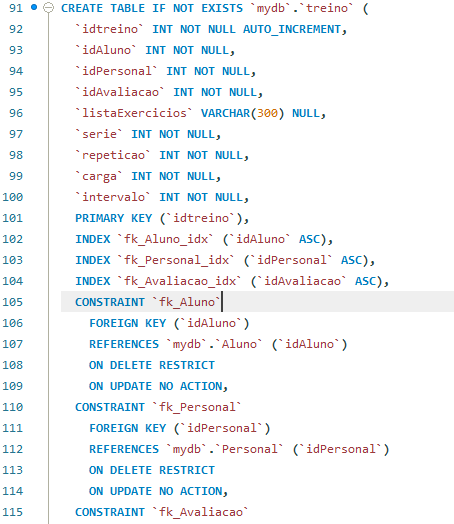 91 CREATE TABLE IF NOT EXISTS `mydb`.`treino` (
92 `idtreino` INT NOT NULL AUTO_INCREMENT,
93 `idAluno` INT NOT NULL,
94 `idPersonal` INT NOT NULL,
95 `idAvaliacao` INT NOT NULL,
96 `listaExercicios` VARCHAR(300) NULL,
97 `serie` INT NOT NULL,
98 `repeticao` INT NOT NULL,
99 `carga` INT NOT NULL,
100 `intervalo` INT NOT NULL,
101 PRIMARY KEY (`idtreino`),
102 INDEX `fk_Aluno_idx` (`idAluno` ASC),
103 INDEX `fk_Personal_idx` (`idPersonal` ASC),
104 INDEX `fk_Avaliacao_idx` (`idAvaliacao` ASC),
105 CONSTRAINT `fk_Aluno`
106 FOREIGN KEY (`idAluno`)
107 REFERENCES `mydb`.`Aluno` (`idAluno`)
108 ON DELETE RESTRICT
109 ON UPDATE NO ACTION,
110 CONSTRAINT `fk_Personal`
111 FOREIGN KEY (`idPersonal`)
112 REFERENCES `mydb`.`Personal` (`idPersonal`)
113 ON DELETE RESTRICT
114 ON UPDATE NO ACTION,
115 CONSTRAINT `fk_Avaliacao`